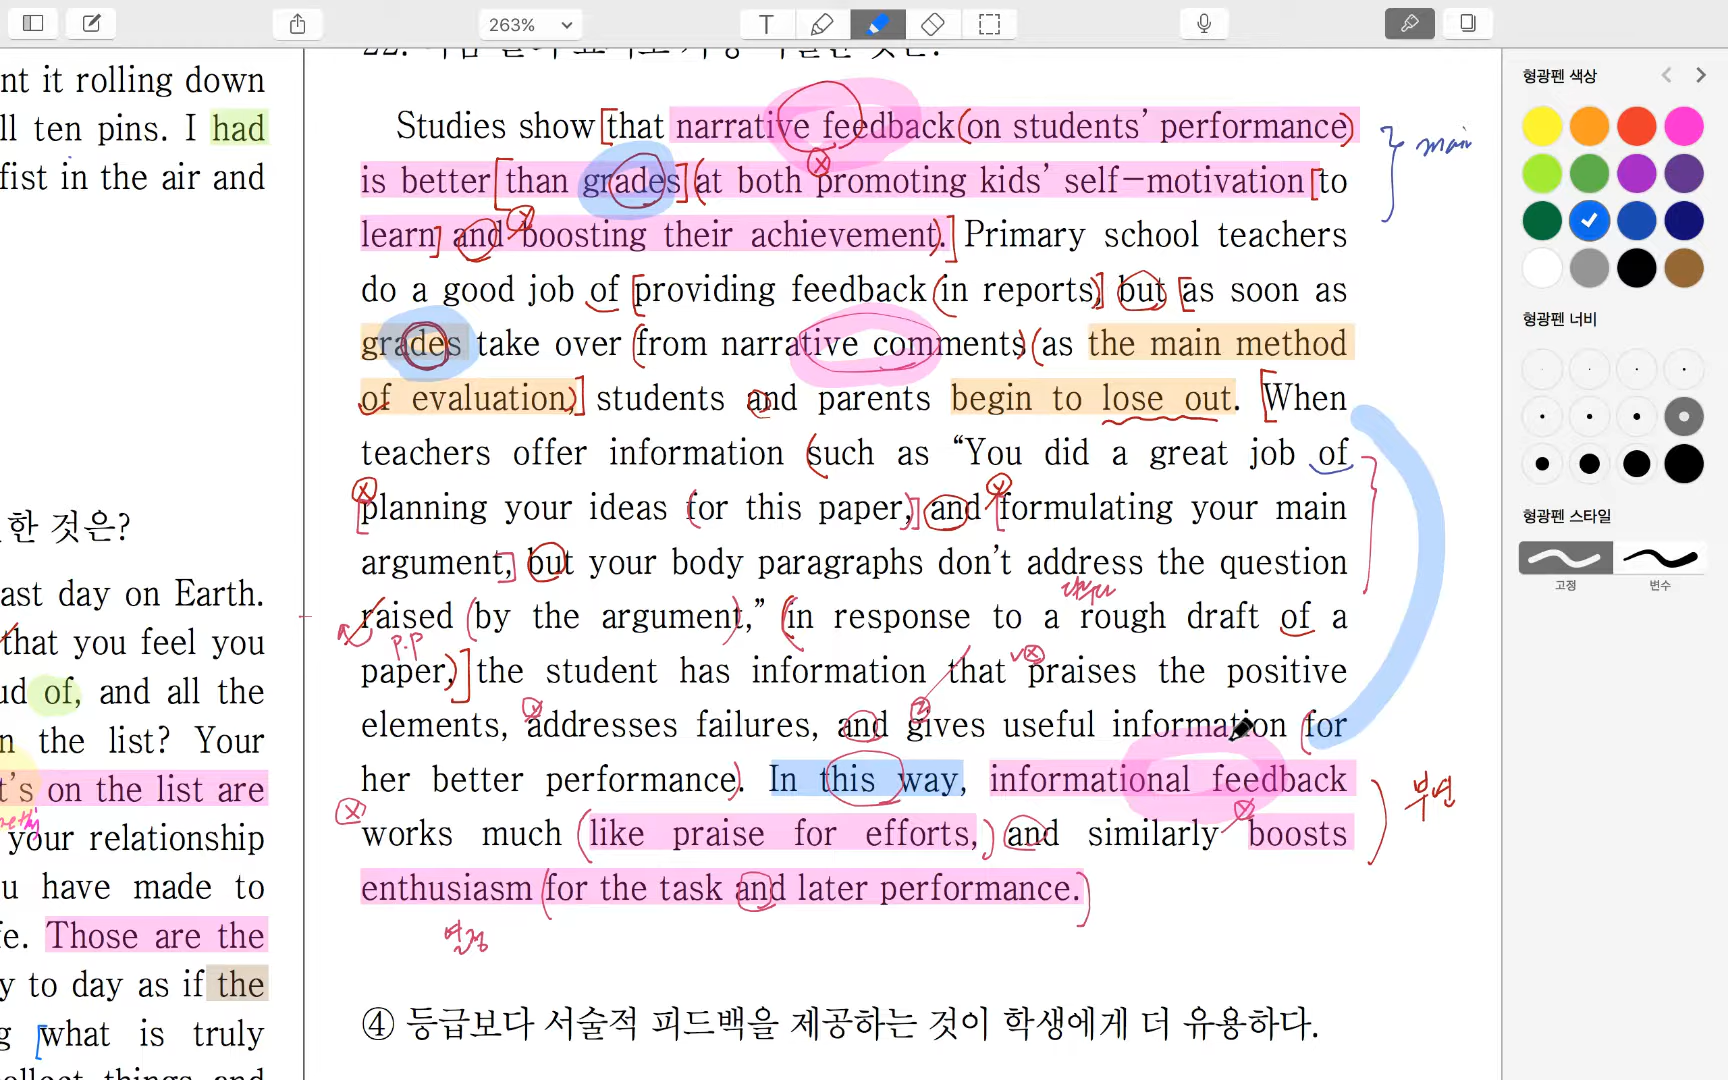 263%
T
nt it rolling down
ll ten pins. I had
fist in the air and
한 것은?
ast day on Earth.
that you feel you
ud of, and all the
n the list? Your
t's on the list are
your relationship
u have made to
fe. Those are the
y to day as if the
g what is truly
Studies show that narrative feedback on students' performance
is better than grades at both promoting kids' self-motivation to
learn and boosting their achievement. Primary school teachers
do a good job of providing feedback in reports, but as soon as
grades take over from narrative comments as the main method
of evaluation, students and parents begin to lose out. When
teachers offer information such as “You did a great job of
planning your ideas for this paper, and formulating your main
argument, but your body paragraphs don't address the question
raised by the argument,” in response to a rough draft of a
paper, the student has information that praises the positive
elements, addresses failures, and gives useful information for
her better performance. In this way, informational feedback
works much like praise for efforts, and similarly boosts
enthusiasm for the task and later performance.
main
p.p
부연
열정
④ 등급보다 서술적 피드백을 제공하는 것이 학생에게 더 유용하다.
형광펜 색상
형광펜 너비
형광펜 스타일
고정
변수